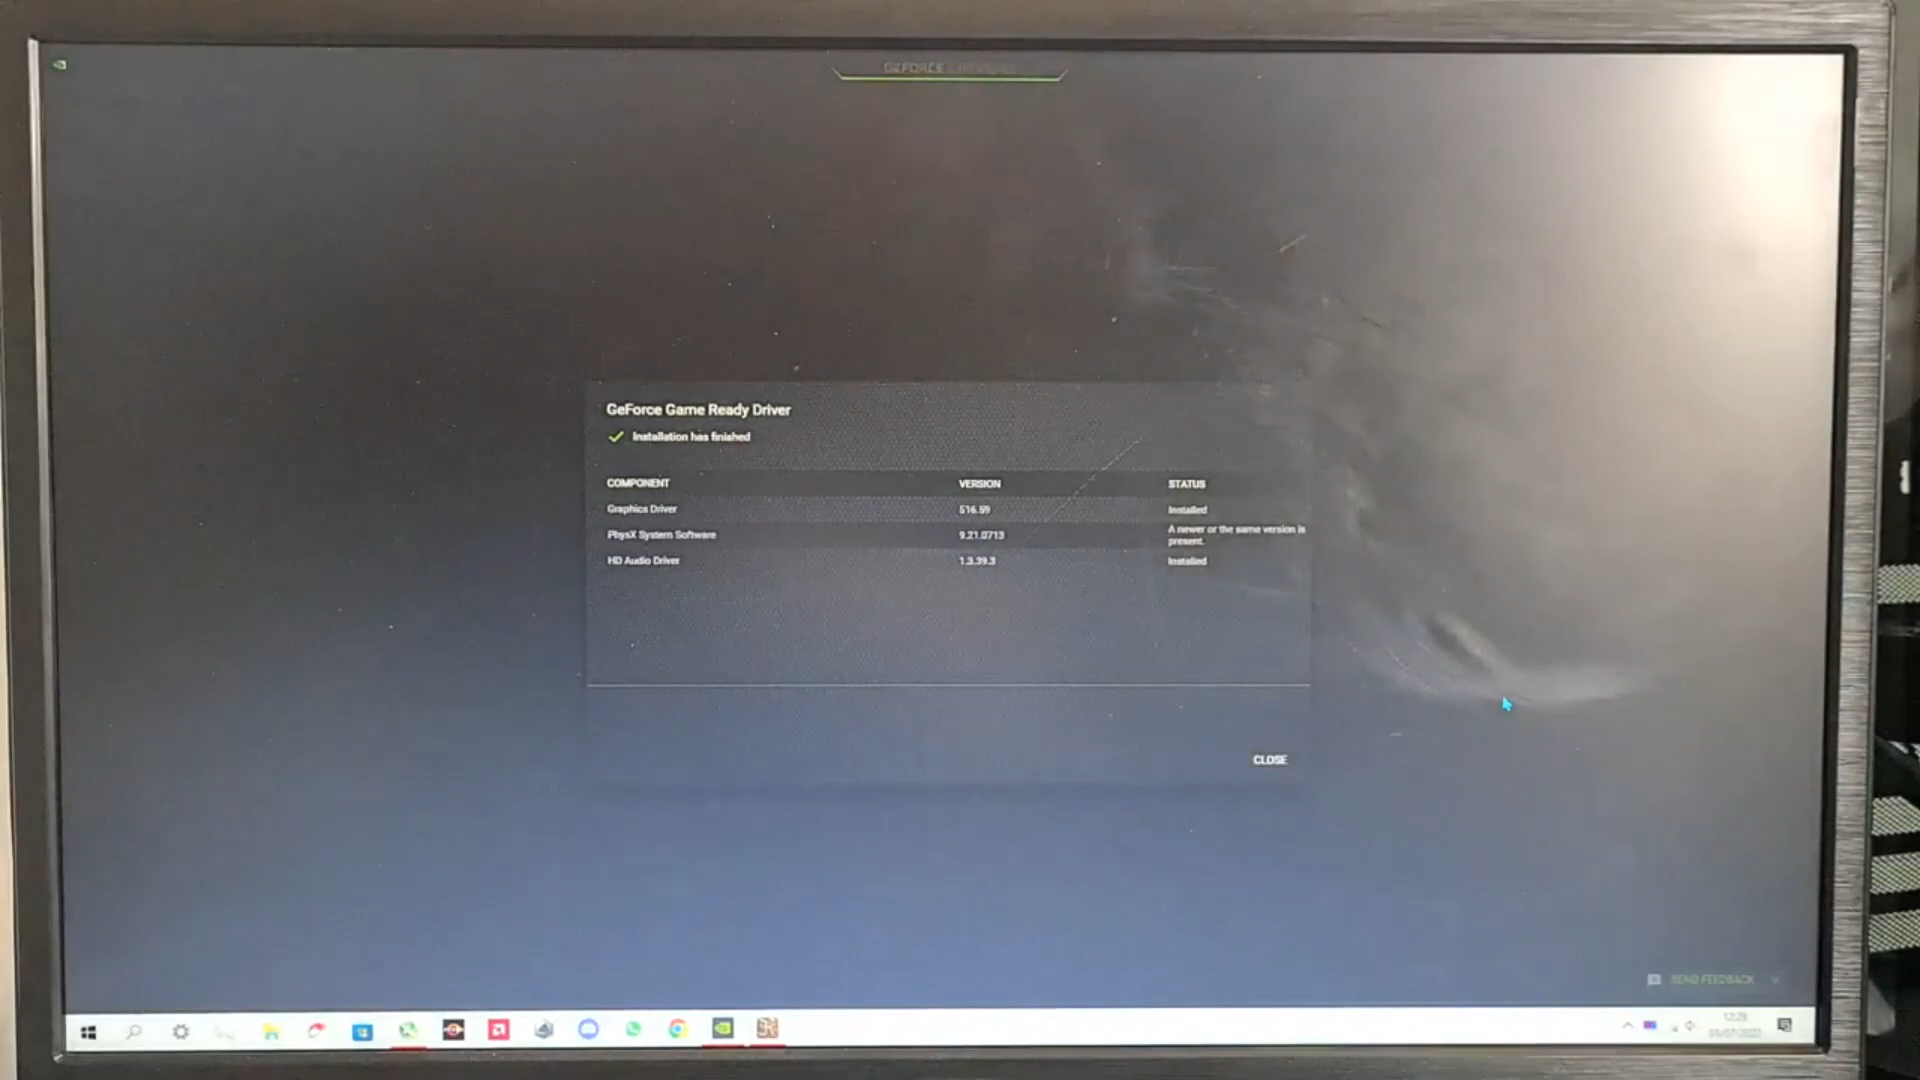 GEFORCE
GeForce Game Ready Driver
Installation has finished
COMPONENT VERSION STATUS
Graphics Driver 516.59 Installed
PhysX System Software 9.21.0713 A newer or the same version is present.
HD Audio Driver 1.3.39.3 Installed
CLOSE
SEND FEEDBACK